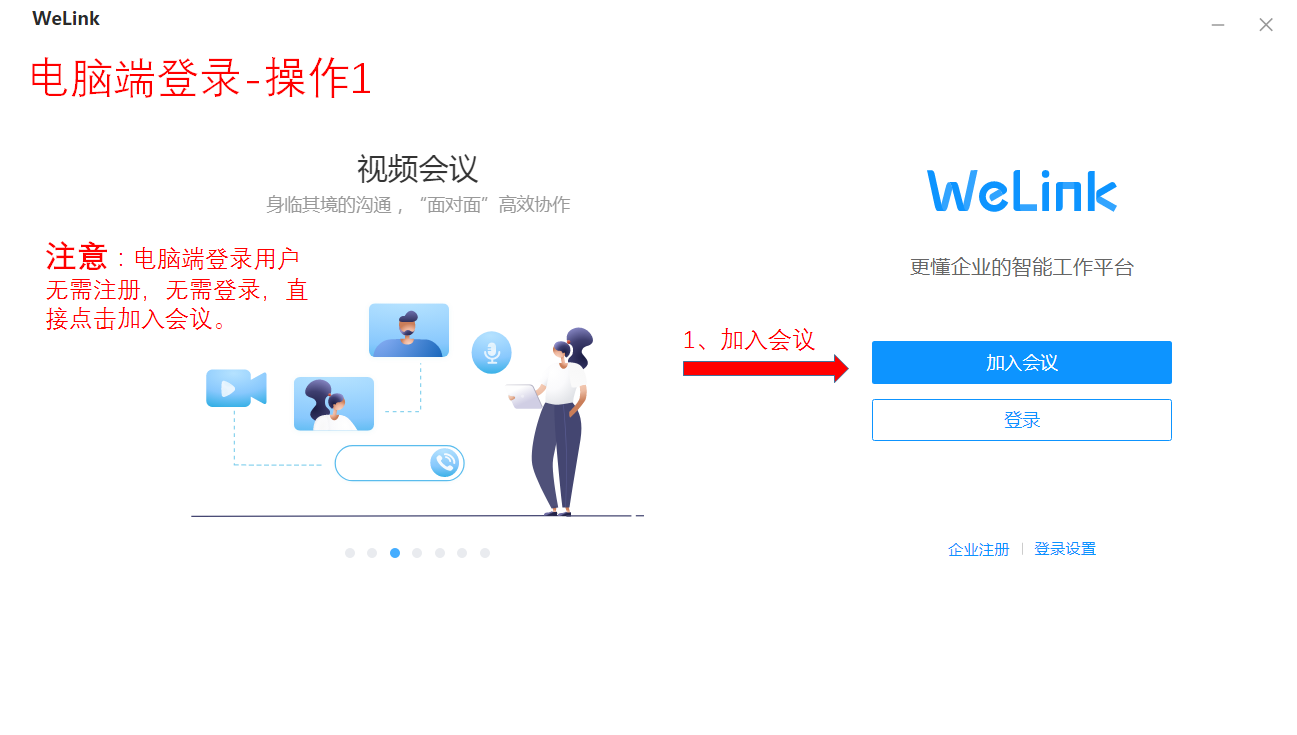 WeLink
电脑端登录-操作1
视频会议
身临其境的沟通，“面对面”高效协作
注意：电脑端登录用户
无需注册，无需登录，直
接点击加入会议。
WeLink
更懂企业的智能工作平台
1、加入会议
加入会议
登录
企业注册 | 登录设置